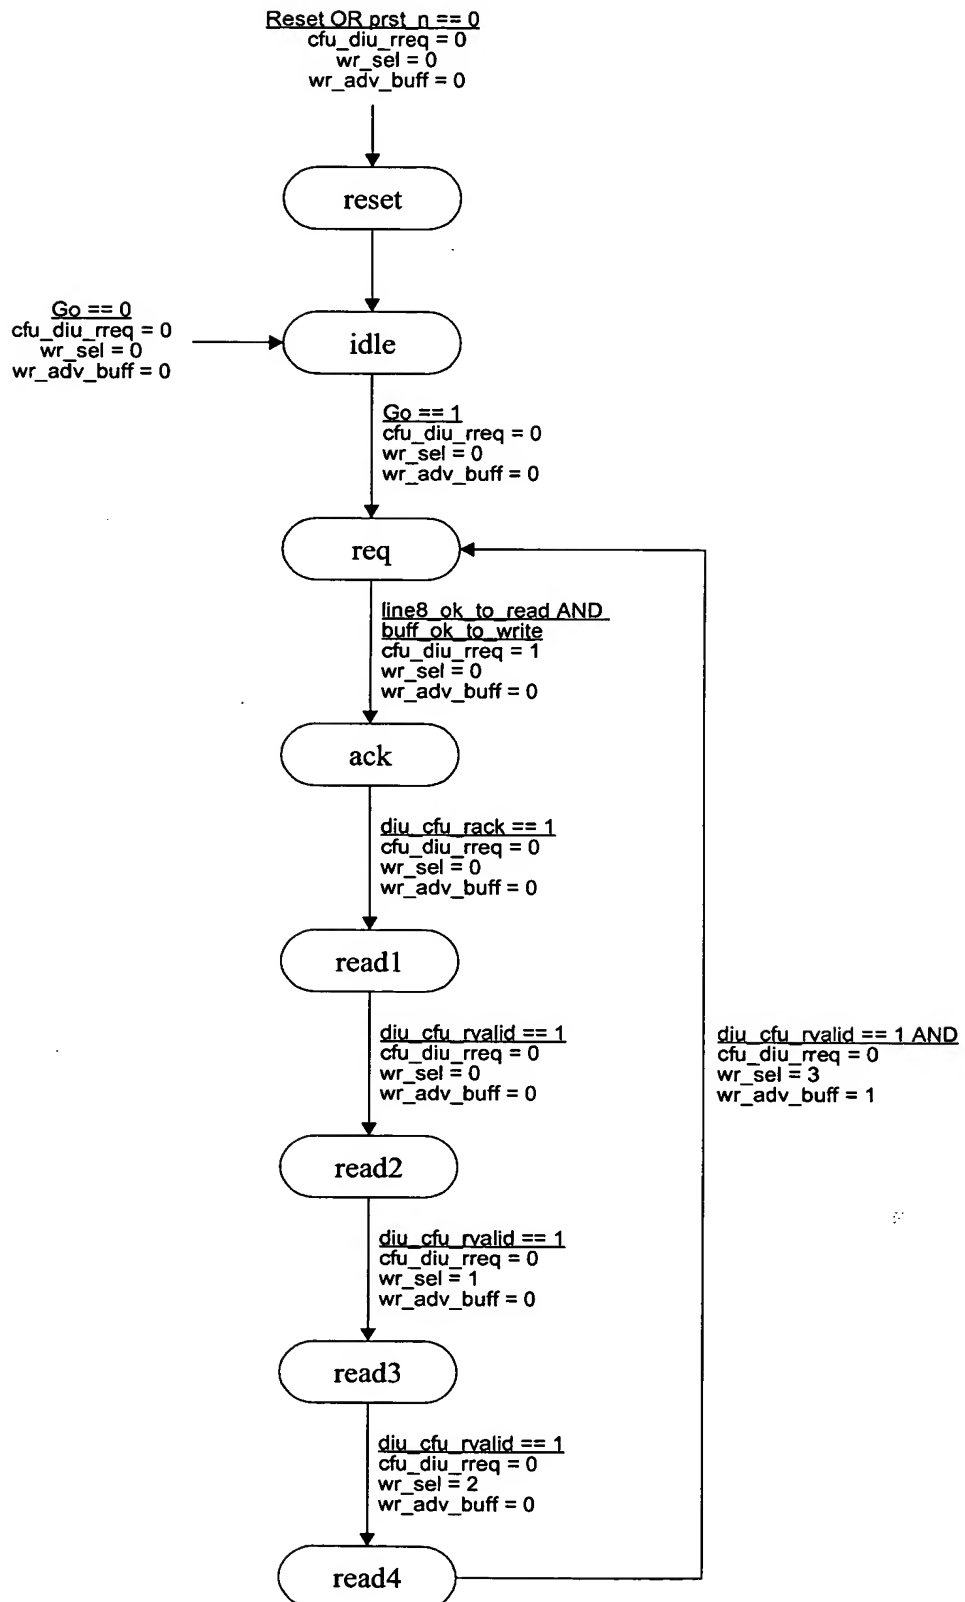 Reset OR prst_n == 0
cfu_diu_rreq = 0
wr_sel = 0
wr_adv_buff = 0
reset
Go == 0
cfu_diu_rreq = 0
wr_sel = 0
wr_adv_buff = 0
idle
Go == 1
cfu_diu_rreq = 0
wr_sel = 0
wr_adv_buff = 0
req
line8_ok_to_read AND
buff_ok_to_write
cfu_diu_rreq = 1
wr_sel = 0
wr_adv_buff = 0
ack
diu_cfu_rack == 1
cfu_diu_rreq = 0
wr_sel = 0
wr_adv_buff = 0
read1
diu_cfu_rvalid == 1
cfu_diu_rreq = 0
wr_sel = 0
wr_adv_buff = 0
diu_cfu_rvalid == 1 AND
cfu_diu_rreq = 0
wr_sel = 3
wr_adv_buff = 1
read2
diu_cfu_rvalid == 1
cfu_diu_rreq = 0
wr_sel = 1
wr_adv_buff = 0
read3
diu_cfu_rvalid == 1
cfu_diu_rreq = 0
wr_sel = 2
wr_adv_buff = 0
read4